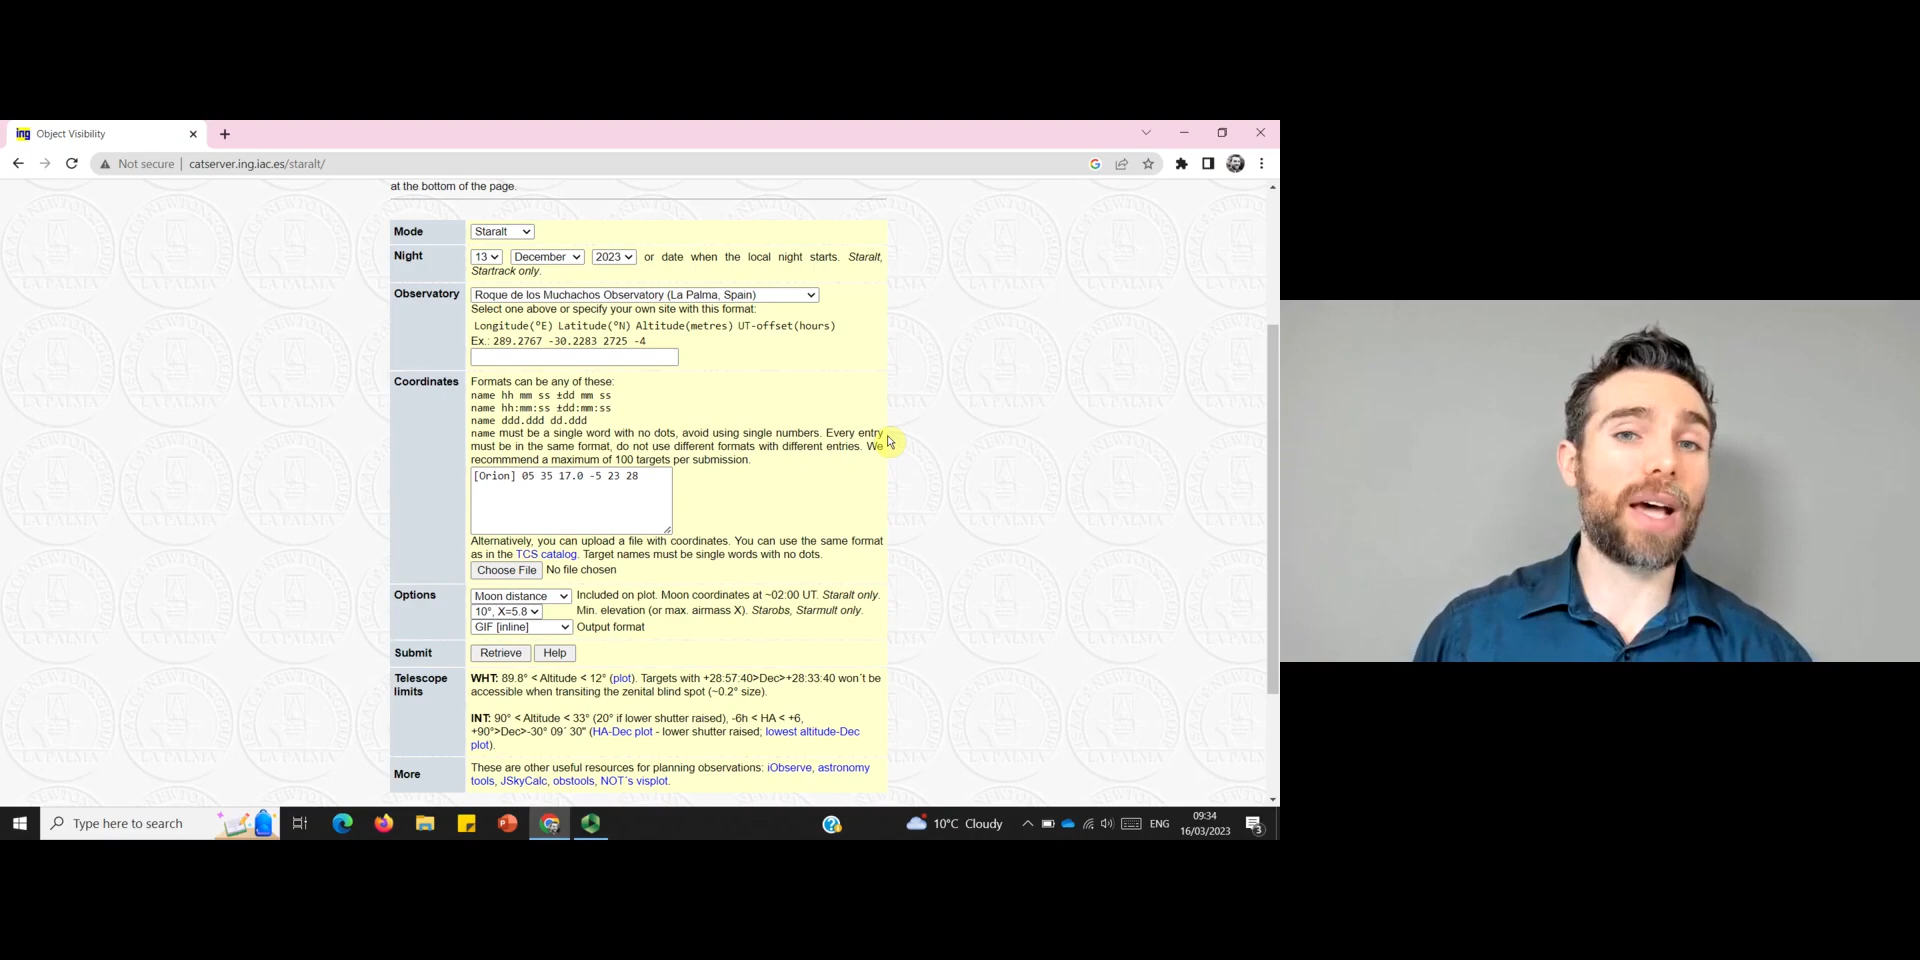 Object Visibility
Not secure
catserver.ing.iac.es/staralt/
at the bottom of the page.
Mode
Staralt
Night
13 December 2023 or date when the local night starts. Staralt,
Startrack only.
Observatory
Roque de los Muchachos Observatory (La Palma, Spain)
Select one above or specify your own site with this format:
Longitude(ºE) Latitude(ºN) Altitude(metres) UT-offset(hours)
Ex.: 289.2767 -30.2283 2725 -4
Coordinates
Formats can be any of these:
name hh mm ss ±dd mm ss
name hh:mm:ss ±dd:mm:ss
name ddd.ddd dd.ddd
name must be a single word with no dots, avoid using single numbers. Every entry
must be in the same format, do not use different formats with different entries. We
recommmend a maximum of 100 targets per submission.
[Orion] 05 35 17.0 -5 23 28
Alternatively, you can upload a file with coordinates. You can use the same format
as in the TCS catalog. Target names must be single words with no dots.
Choose File No file chosen
Options
Moon distance Included on plot. Moon coordinates at ~02:00 UT. Staralt only.
10°, X=5.8 Min. elevation (or max. airmass X). Starobs, Starmult only.
GIF [inline] Output format
Submit
Retrieve Help
Telescope
limits
WHT: 89.8° < Altitude < 12° (plot). Targets with +28:57:40>Dec>+28:33:40 won´t be
accessible when transiting the zenital blind spot (~0.2° size).
INT: 90° < Altitude < 33° (20° if lower shutter raised), -6h < HA < +6,
+90°>Dec>-30° 09´ 30" (HA-Dec plot - lower shutter raised; lowest altitude-Dec
plot).
More
These are other useful resources for planning observations: iObserve, astronomy
tools, JSkyCalc, obstools, NOT´s visplot.
Type here to search
10°C Cloudy
ENG
09:34
16/03/2023
3